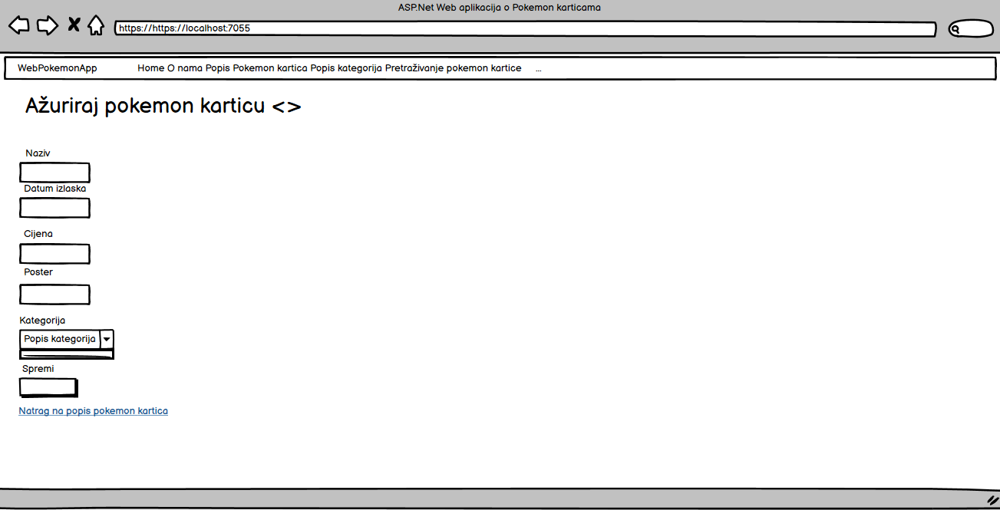 ASP.Net Web aplikacija o Pokemon karticama
https://https://localhost:7055
WebPokemonApp Home O nama Popis Pokemon kartica Popis kategorija Pretraživanje pokemon kartice ...
Ažuriraj pokemon karticu <>
Naziv
Datum izlaska
Cijena
Poster
Kategorija
Popis kategorija
Spremi
Natrag na popis pokemon kartica